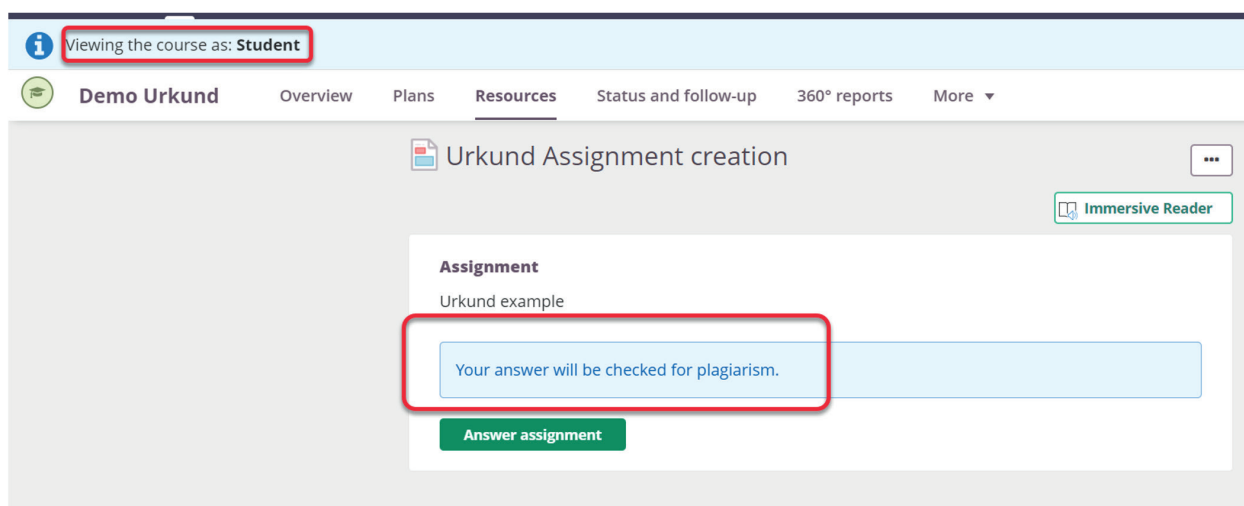 Viewing the course as: Student
Demo Urkund Overview Plans Resources Status and follow-up 360° reports More
Urkund Assignment creation
Immersive Reader
Assignment
Urkund example
Your answer will be checked for plagiarism.
Answer assignment